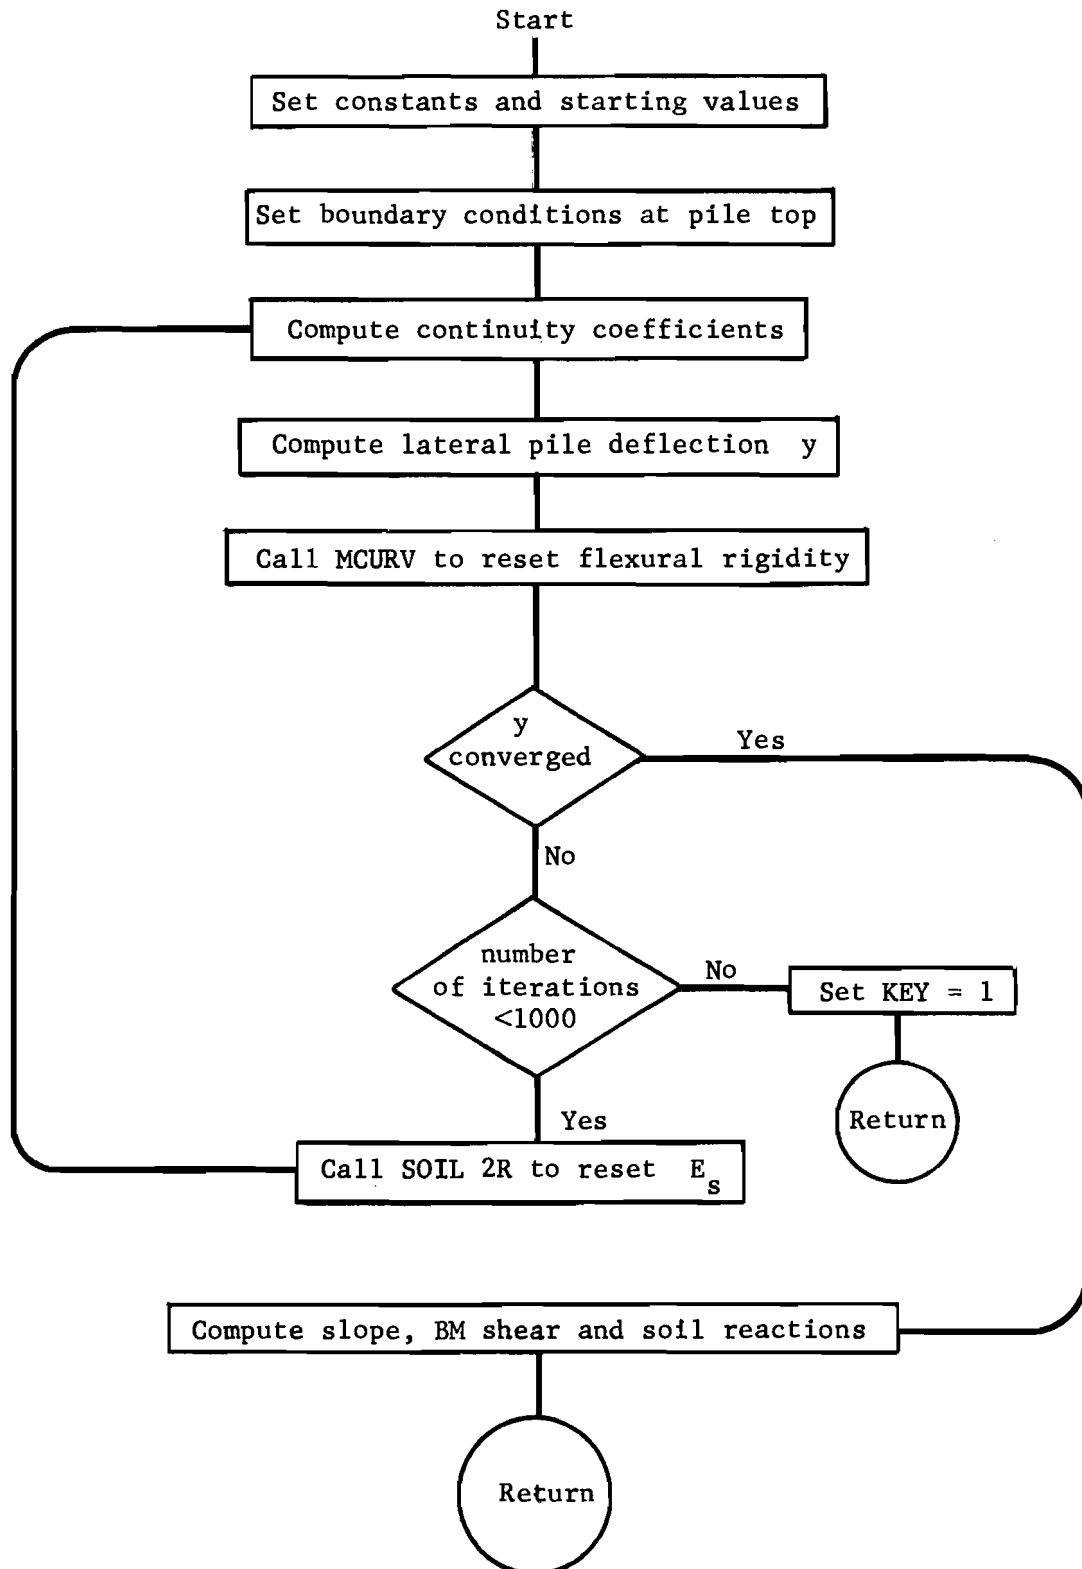 Start
Set constants and starting values
Set boundary conditions at pile top
Compute continuity coefficients
Compute lateral pile deflection y
Call MCURV to reset flexural rigidity
y
converged
Yes
No
number
of iterations
<1000
No
Set KEY = 1
Return
Yes
Call SOIL 2R to reset E_s
Compute slope, BM shear and soil reactions
Return